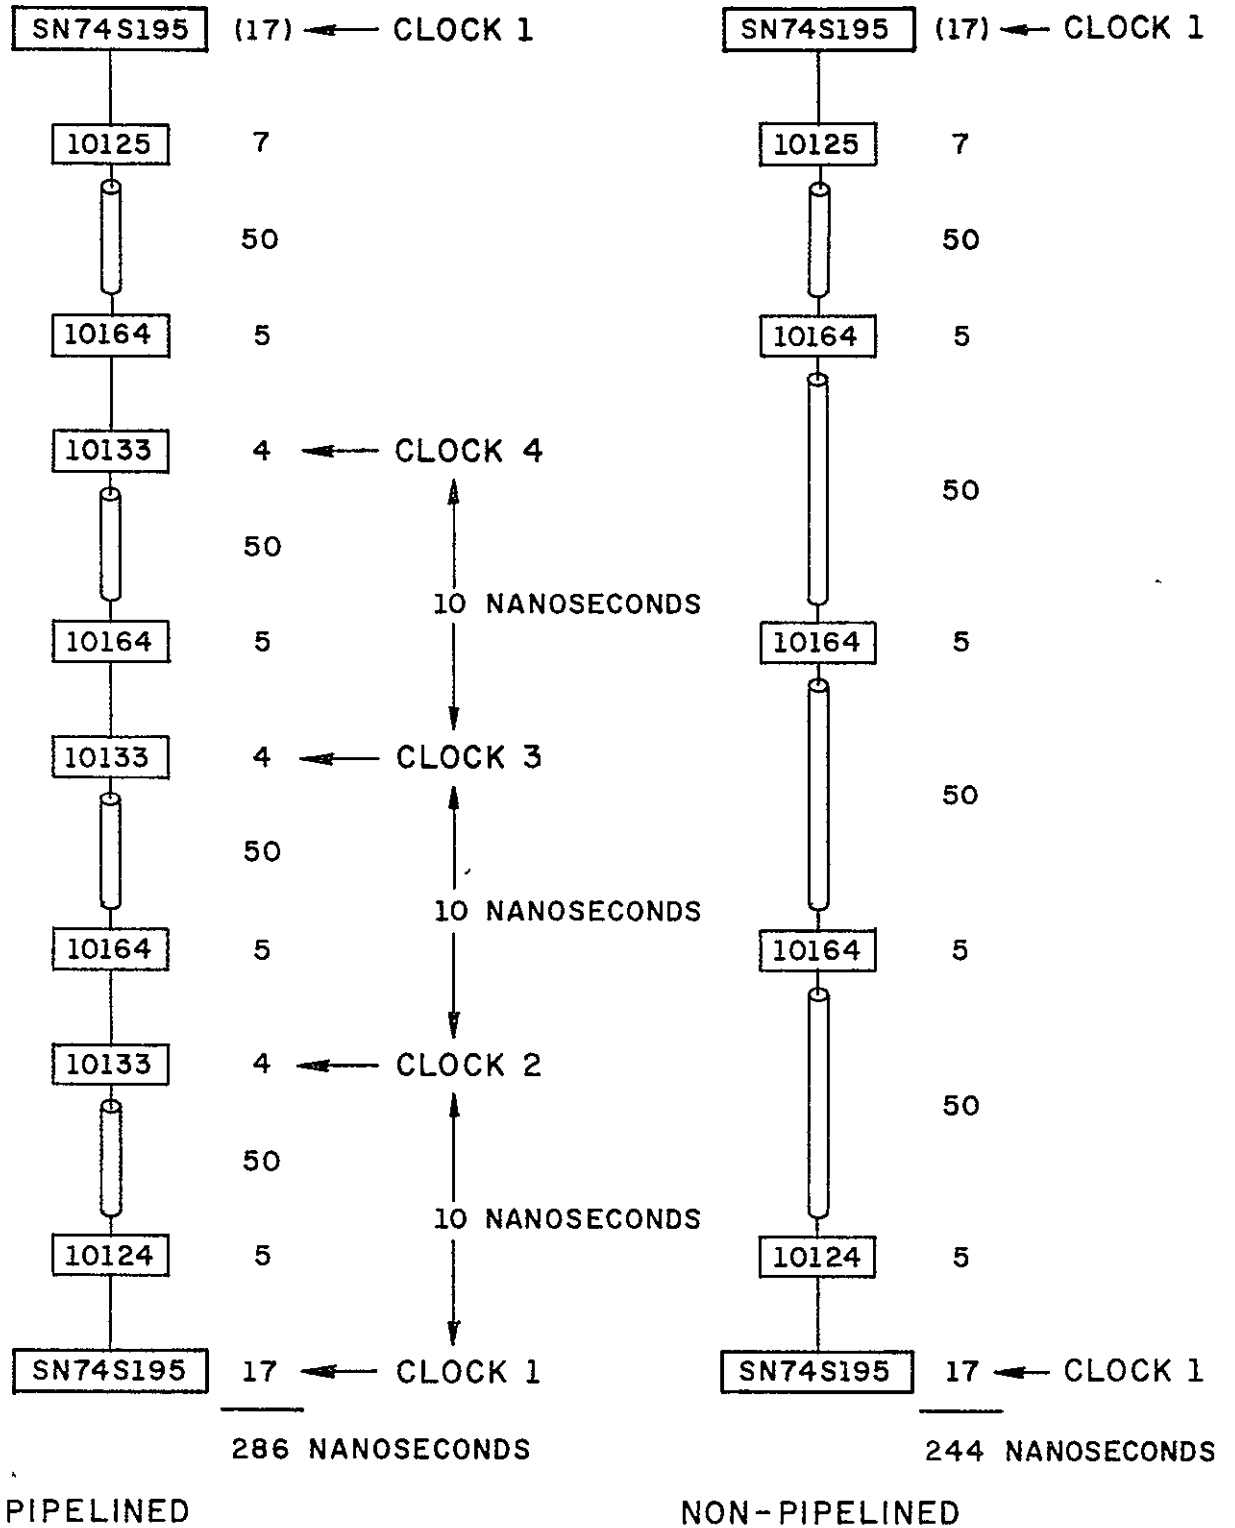 SN74S195 (17) CLOCK 1
10125 7
50
10164 5
10133 4 CLOCK 4
50
10 NANOSECONDS
10164 5
10133 4 CLOCK 3
50
10 NANOSECONDS
10164 5
10133 4 CLOCK 2
50
10 NANOSECONDS
10124 5
SN74S195 17 CLOCK 1
286 NANOSECONDS
PIPELINED
SN74S195 (17) CLOCK 1
10125 7
50
10164 5
50
10164 5
50
10164 5
50
10124 5
SN74S195 17 CLOCK 1
244 NANOSECONDS
NON-PIPELINED